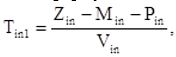 T_in1 = (Z_in − M_in − P_in) / V_in,